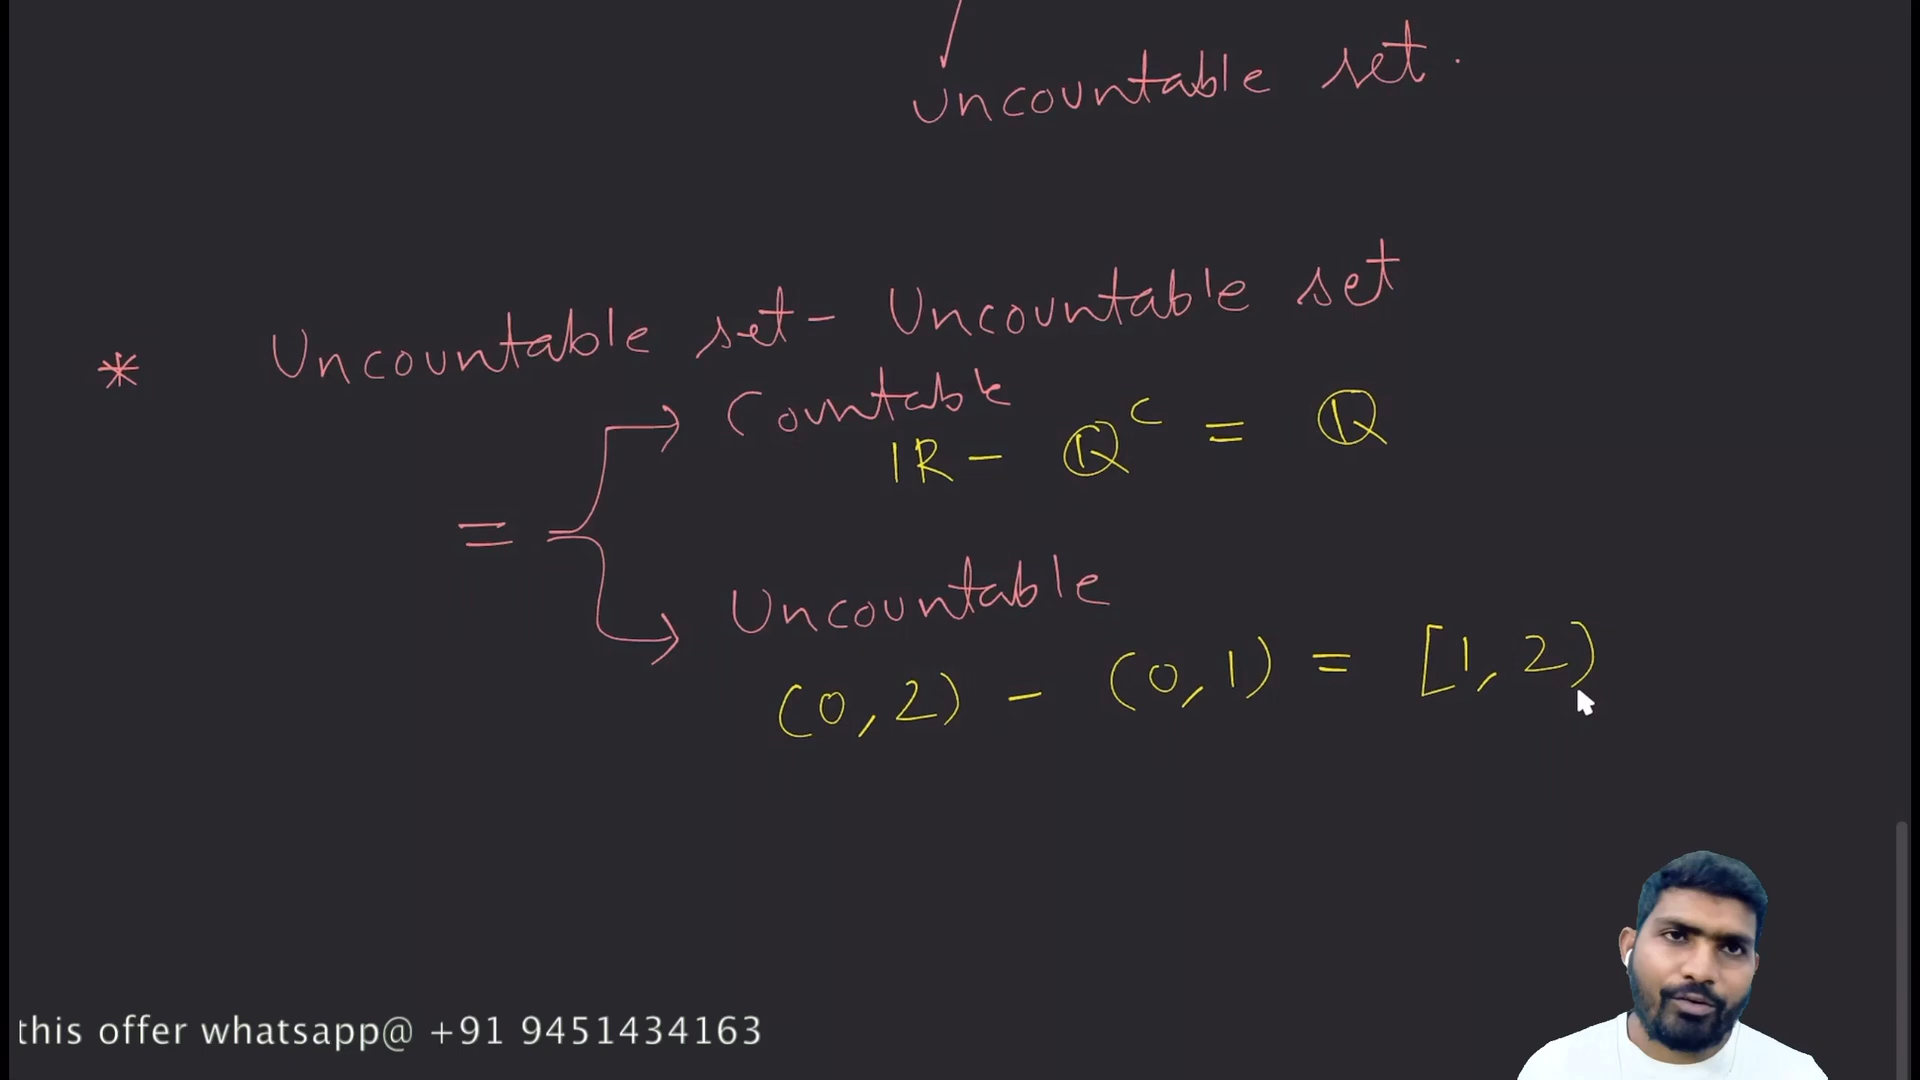 Uncountable set.
* Uncountable set - Uncountable set
Countable
ℝ - ℚᶜ = ℚ
=
Uncountable
(0, 2) - (0, 1) = [1, 2)
this offer whatsapp@ +91 9451434163